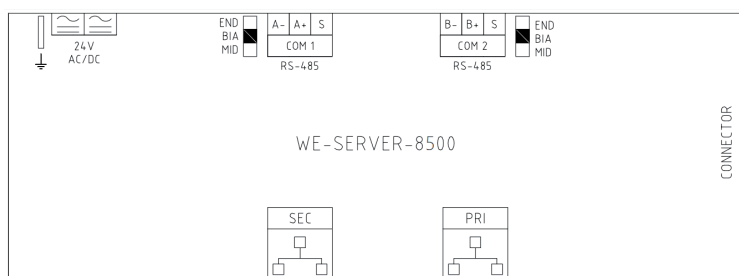 24V
AC/DC
END
BIA
MID
A- A+ S
COM 1
RS-485
B- B+ S
COM 2
RS-485
END
BIA
MID
WE-SERVER-8500
CONNECTOR
SEC
PRI